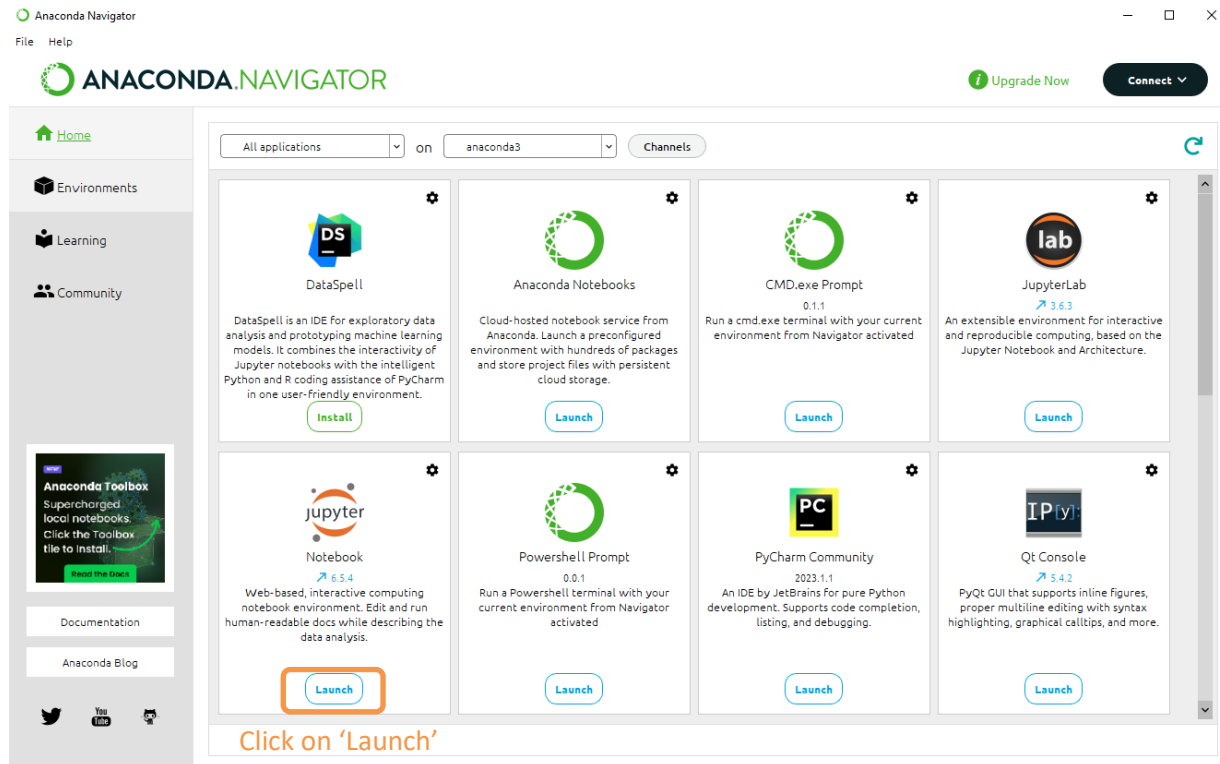 Anaconda Navigator
File Help
ANACONDA.NAVIGATOR
i Upgrade Now
Connect
Home
Environments
Learning
Community
All applications
on
anaconda3
Channels
DS
DataSpell
DataSpell is an IDE for exploratory data
analysis and prototyping machine learning
models. It combines the interactivity of
Jupyter notebooks with the intelligent
Python and R coding assistance of PyCharm
in one user-friendly environment.
Install
Anaconda Notebooks
Cloud-hosted notebook service from
Anaconda. Launch a preconfigured
environment with hundreds of packages
and store project files with persistent
cloud storage.
Launch
CMD.exe Prompt
0.1.1
Run a cmd.exe terminal with your current
environment from Navigator activated
Launch
lab
JupyterLab
3.6.3
An extensible environment for interactive
and reproducible computing, based on the
Jupyter Notebook and Architecture.
Launch
jupyter
Notebook
6.5.4
Web-based, interactive computing
notebook environment. Edit and run
human-readable docs while describing the
data analysis.
Launch
Powershell Prompt
0.0.1
Run a Powershell terminal with your
current environment from Navigator
activated
Launch
PC
PyCharm Community
2023.1.1
An IDE by JetBrains for pure Python
development. Supports code completion,
listing, and debugging.
Launch
IP[y]:
Qt Console
5.4.2
PyQt GUI that supports inline figures,
proper multiline editing with syntax
highlighting, graphical calltips, and more.
Launch
Anaconda Toolbox
Supercharged
local notebooks.
Click the Toolbox
tile to install.
Read the Docs
Documentation
Anaconda Blog
You
Tube
Click on ‘Launch’